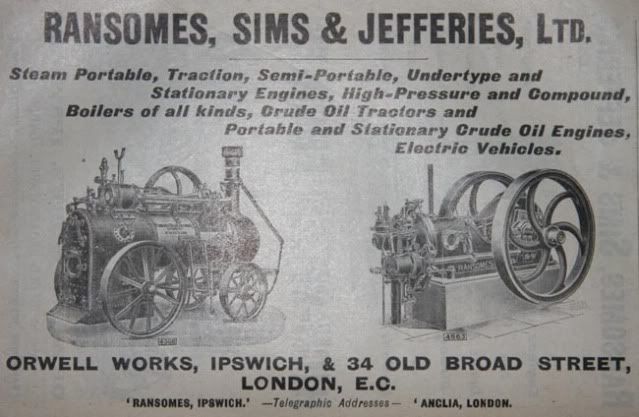 RANSOMES, SIMS & JEFFERIES, LTD.
Steam Portable, Traction, Semi-Portable, Undertype and
Stationary Engines, High-Pressure and Compound,
Boilers of all kinds, Crude Oil Tractors and
Portable and Stationary Crude Oil Engines,
Electric Vehicles.
RANSOMES
4663
ORWELL WORKS, IPSWICH, & 34 OLD BROAD STREET,
LONDON, E.C.
'RANSOMES, IPSWICH.' —Telegraphic Addresses— 'ANCLIA, LONDON.